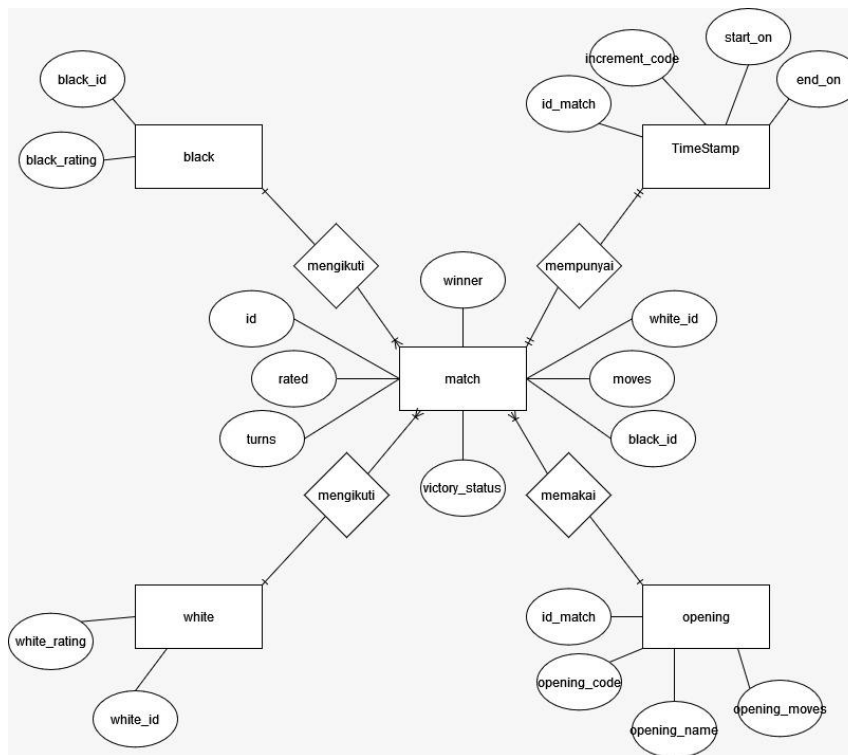 start_on
increment_code
black_id
end_on
id_match
black
TimeStamp
black_rating
mengikuti
mempunyai
winner
id
white_id
match
rated
moves
turns
black_id
mengikuti
victory_status
memakai
white
id_match
opening
white_rating
opening_code
opening_moves
white_id
opening_name